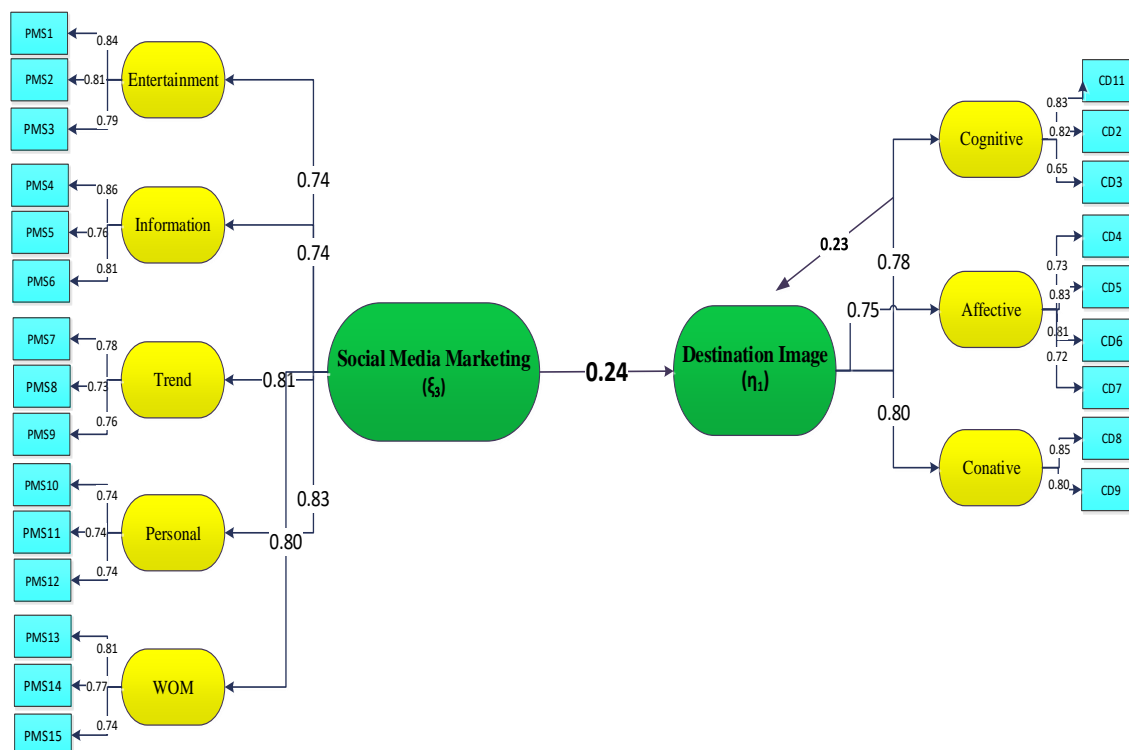 PMS1
0.84
PMS2
0.81
PMS3
0.79
Entertainment
PMS4
0.86
PMS5
0.76
PMS6
0.81
Information
PMS7
0.78
PMS8
0.73
PMS9
0.76
Trend
PMS10
0.74
PMS11
0.74
PMS12
0.74
Personal
PMS13
0.81
PMS14
0.77
PMS15
0.74
WOM
0.74
0.74
0.81
0.83
0.80
Social Media Marketing
(ξ₃)
0.24
Destination Image
(η₁)
0.23
0.78
0.75
0.80
Cognitive
0.83
CD11
0.82
CD2
0.65
CD3
Affective
0.73
CD4
0.83
CD5
0.81
CD6
0.72
CD7
Conative
0.85
CD8
0.80
CD9